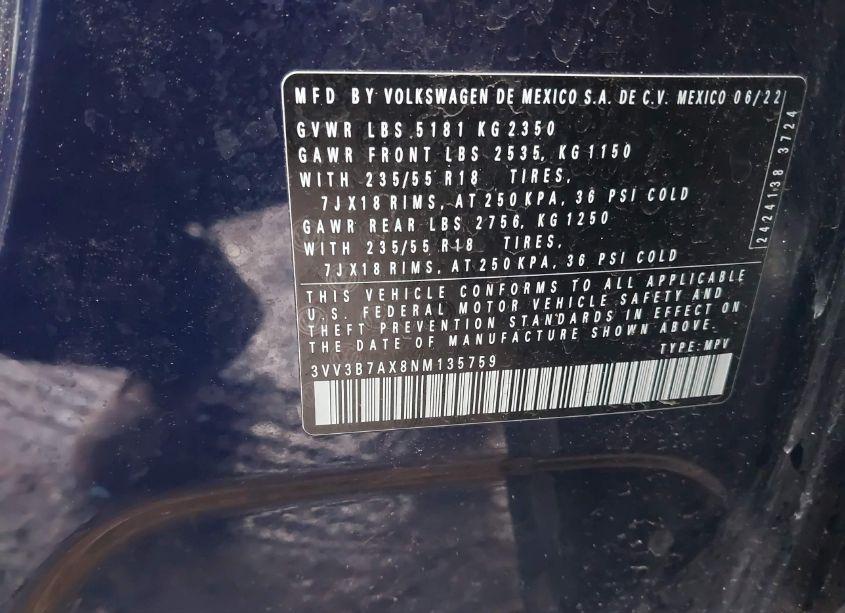 MFD BY VOLKSWAGEN DE MEXICO S.A. DE C.V. MEXICO 06/22
GVWR LBS 5181 KG 2350
GAWR FRONT LBS 2535, KG 1150
WITH 235/55 R18 TIRES,
7JX18 RIMS, AT 250 KPA, 36 PSI COLD
GAWR REAR LBS 2756, KG 1250
WITH 235/55 R18 TIRES,
7JX18 RIMS, AT 250 KPA, 36 PSI COLD
THIS VEHICLE CONFORMS TO ALL APPLICABLE
U.S. FEDERAL MOTOR VEHICLE SAFETY AND
THEFT PREVENTION STANDARDS IN EFFECT ON
THE DATE OF MANUFACTURE SHOWN ABOVE.
TYPE: MPV
3VV3B7AX8NM135759
2424138 3724